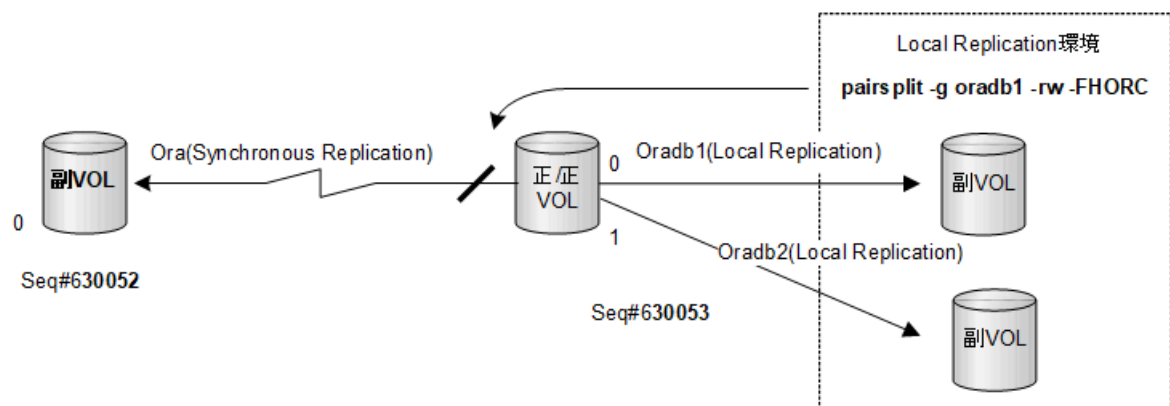 Local Replication環境
pairsplit -g oradb1 -rw -FHORC
Ora(Synchronous Replication)
副VOL
0
Seq#630052
正/正
VOL
0
1
Oradb1(Local Replication)
副VOL
Oradb2(Local Replication)
Seq#630053
副VOL